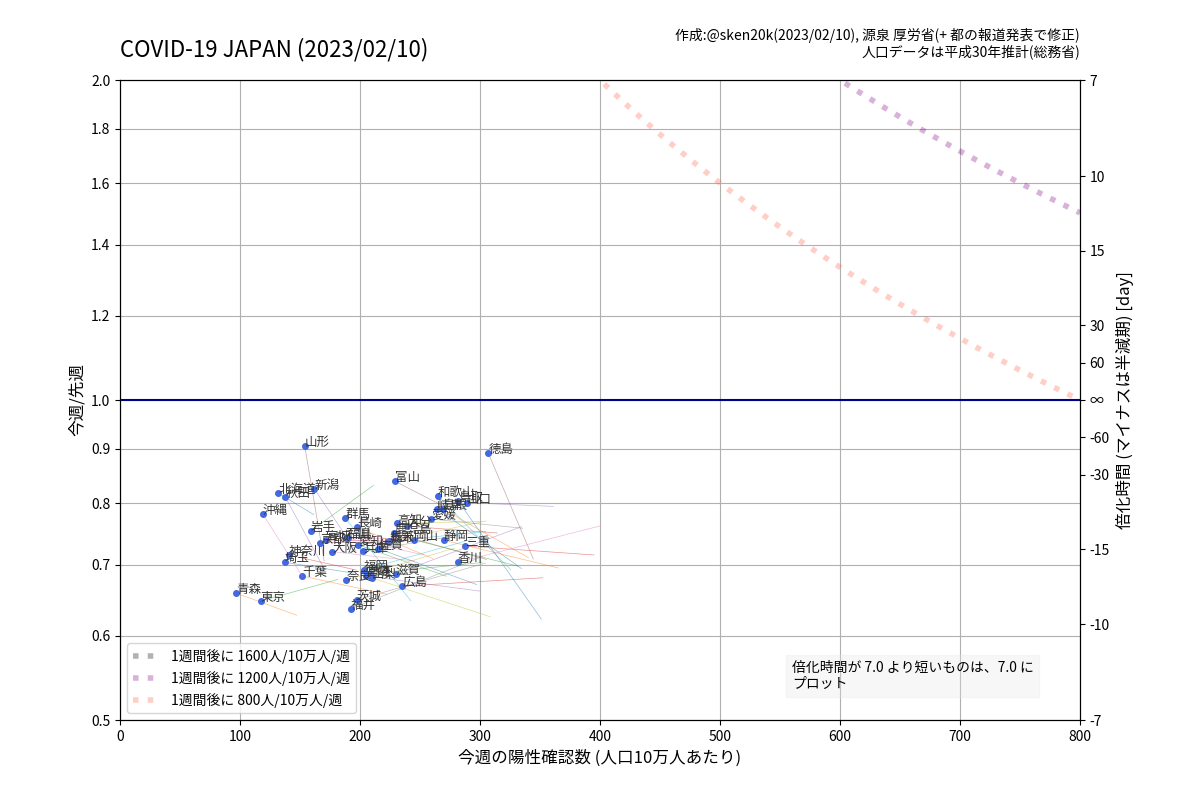 COVID-19 JAPAN (2023/02/10)
作成:@sken20k(2023/02/10), 源泉 厚労省(+ 都の報道発表で修正)
人口データは平成30年推計(総務省)
今週/先週
2.0
1.8
1.6
1.4
1.2
1.0
0.9
0.8
0.7
0.6
0.5
7
10
15
30
60
∞
-60
-30
-15
-10
-7
倍化時間 (マイナスは半減期) [day]
山形
徳島
富山
北海道
秋田
新潟
和歌山
沖縄
群馬
長崎
岩手
高知
大分
愛媛
静岡
三重
大阪
神奈川
埼玉
香川
千葉
福岡
滋賀
広島
青森
東京
茨城
福井
1週間後に 1600人/10万人/週
1週間後に 1200人/10万人/週
1週間後に 800人/10万人/週
倍化時間が 7.0 より短いものは、7.0 に
プロット
0 100 200 300 400 500 600 700 800
今週の陽性確認数 (人口10万人あたり)